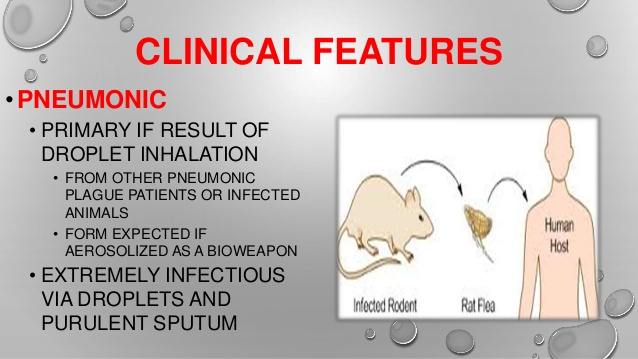 CLINICAL FEATURES
• PNEUMONIC
• PRIMARY IF RESULT OF
DROPLET INHALATION
• FROM OTHER PNEUMONIC
PLAGUE PATIENTS OR INFECTED
ANIMALS
• FORM EXPECTED IF
AEROSOLIZED AS A BIOWEAPON
• EXTREMELY INFECTIOUS
VIA DROPLETS AND
PURULENT SPUTUM
Infected Rodent
Rat Flea
Human
Host